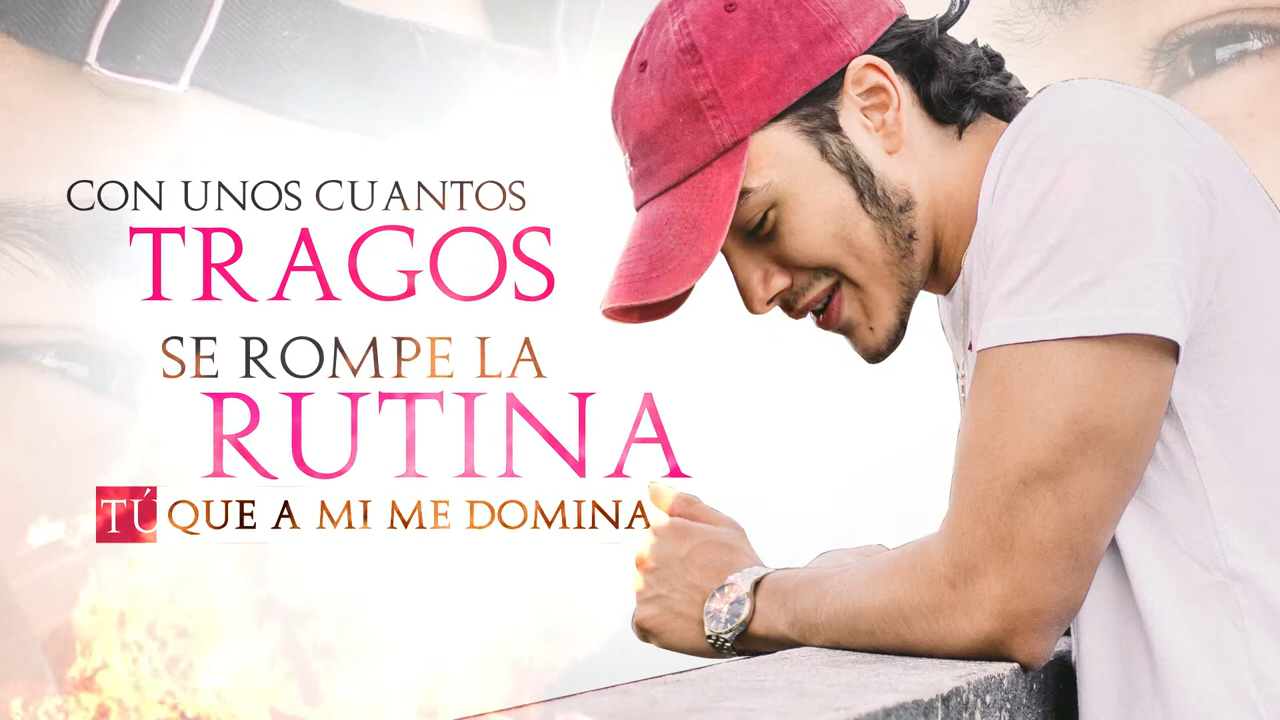 CON UNOS CUANTOS
TRAGOS
SE ROMPE LA
RUTINA
TÚ QUE A MI ME DOMINA